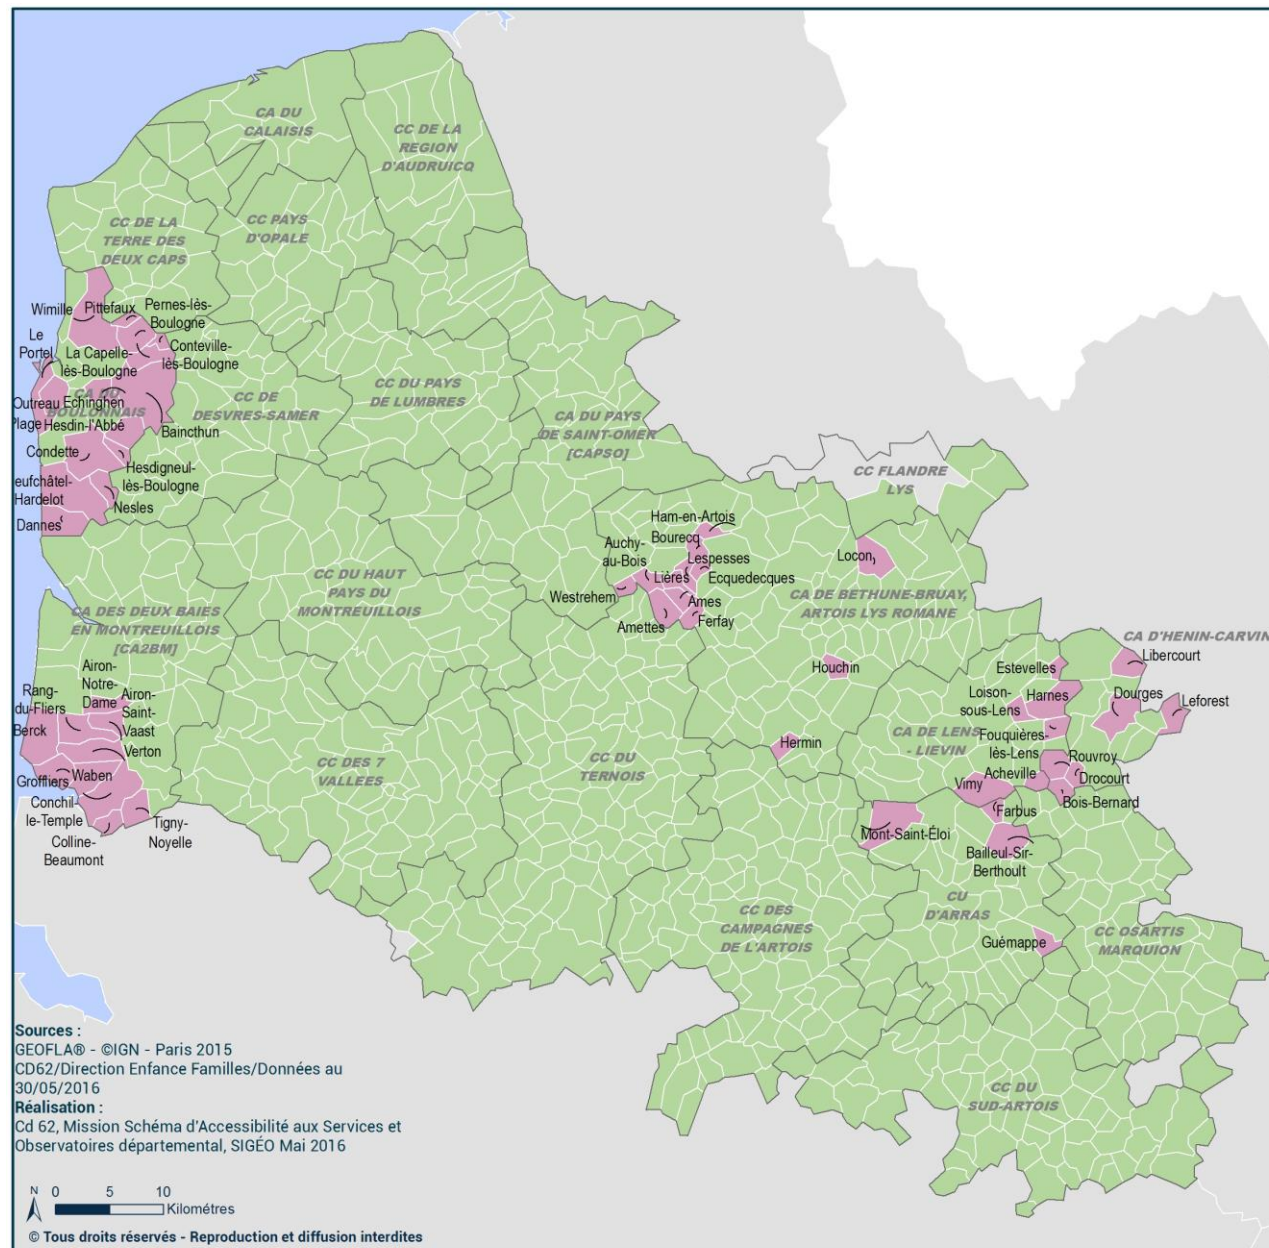 CA DU
CALAISIS
CC DE LA
REGION
D'AUDRUICQ
CC DE LA
TERRE DES
DEUX CAPS
CC PAYS
D'OPALE
Wimille
Pittefaux
Pernes-lès-
Boulogne
Le
Portel
La Capelle-
lès-Boulogne
Conteville-
lès-Boulogne
CA DU
BOULONNAIS
Outreau
Echinghen
Plage
Hesdin-l'Abbé
Baincthun
Condette
Hesdigneul-
lès-Boulogne
eufchâtel-
Hardelot
Nesles
Dannes
CC DE
DESVRES-SAMER
CC DU PAYS
DE LUMBRES
CA DU PAYS
DE SAINT-OMER
[CAPSO]
CC FLANDRE
LYS
Ham-en-Artois
Bourecq
Auchy-
au-Bois
Lespesses
Lières
Ecquedecques
Westrehem
Ames
Amettes
Ferfay
Locon
CA DE BETHUNE-BRUAY,
ARTOIS LYS ROMANE
CC DU HAUT
PAYS DU
MONTREUILLOIS
CA DES DEUX BAIES
EN MONTREUILLOIS
[CA2BM]
Airon-
Notre-
Dame
Rang-
du-Fliers
Airon-
Saint-
Vaast
Berck
Verton
Groffliers
Waben
Conchil-
le-Temple
Colline-
Beaumont
Tigny-
Noyelle
CC DES 7
VALLEES
CC DU
TERNOIS
Houchin
Hermin
CA D'HENIN-CARVIN
Libercourt
Estevelles
Loison-
sous-Lens
Harnes
Dourges
Leforest
CA DE LENS
- LIEVIN
Fouquières-
lès-Lens
Rouvroy
Acheville
Drocourt
Vimy
Bois-Bernard
Farbus
Mont-Saint-Éloi
Bailleul-Sir-
Berthoult
CC DES
CAMPAGNES
DE L'ARTOIS
CU
D'ARRAS
Guémappe
CC OSARTIS
MARQUION
CC DU
SUD-ARTOIS
Sources :
GEOFLA® - ©IGN - Paris 2015
CD62/Direction Enfance Familles/Données au
30/05/2016
Réalisation :
Cd 62, Mission Schéma d'Accessibilité aux Services et
Observatoires départemental, SIGÉO Mai 2016
N
0 5 10
Kilométres
© Tous droits réservés - Reproduction et diffusion interdites